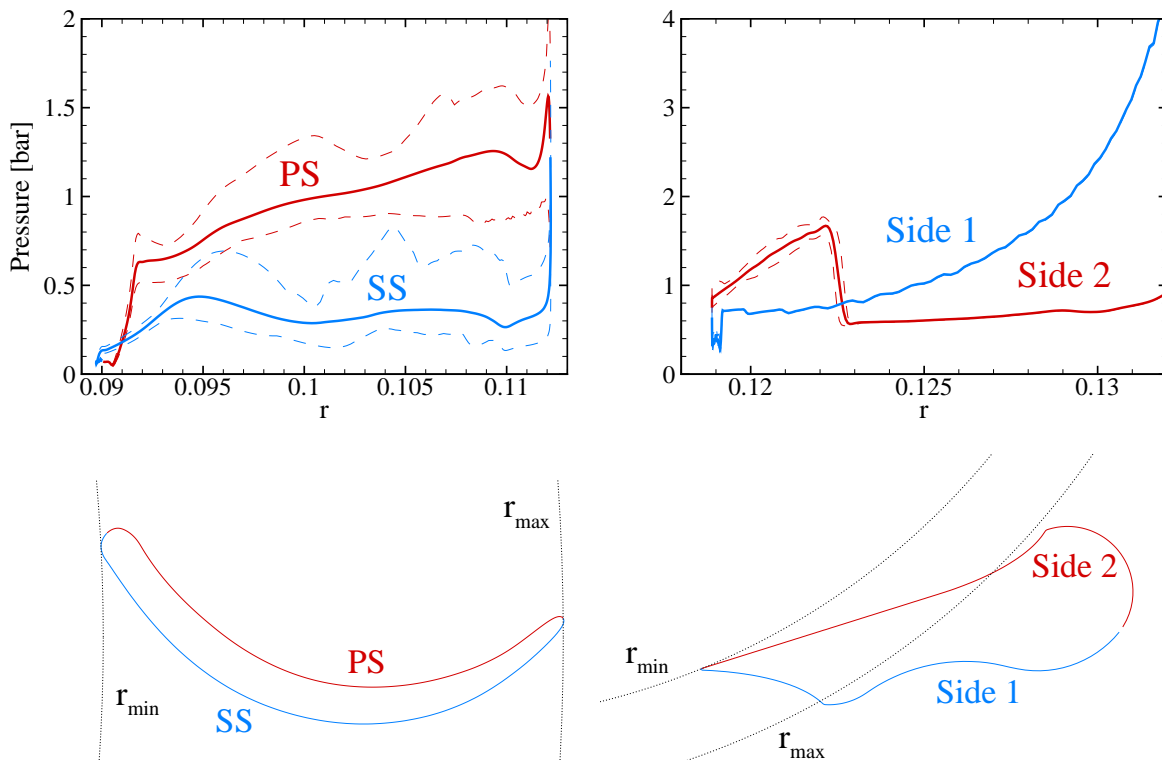 2
1.5
1
0.5
0
Pressure [bar]
PS
SS
0.09
0.095
0.1
0.105
0.11
r
4
3
2
1
0
Side 1
Side 2
0.12
0.125
0.13
r
r_max
PS
r_min
SS
Side 2
r_min
Side 1
r_max